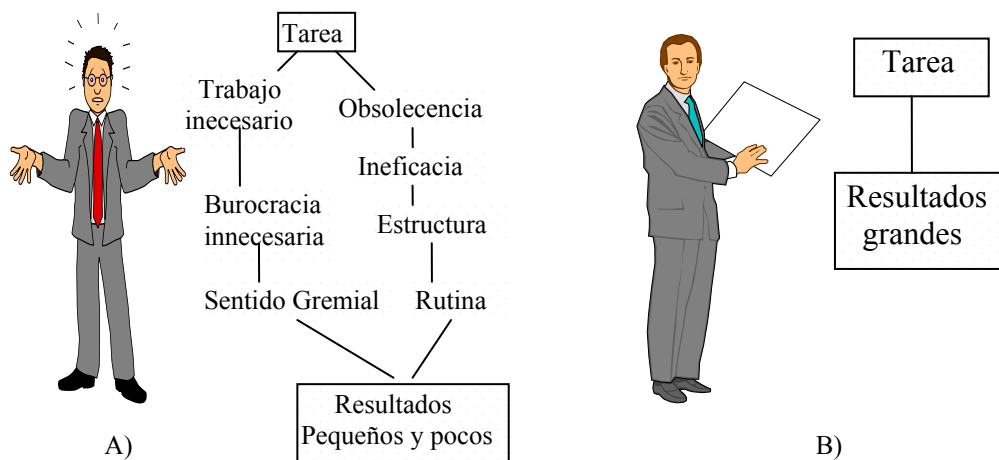 Tarea
Trabajo
inecesario
Obsolecencia
Ineficacia
Burocracia
innecesaria
Estructura
Sentido Gremial
Rutina
Resultados
Pequeños y pocos
A)
Tarea
Resultados
grandes
B)